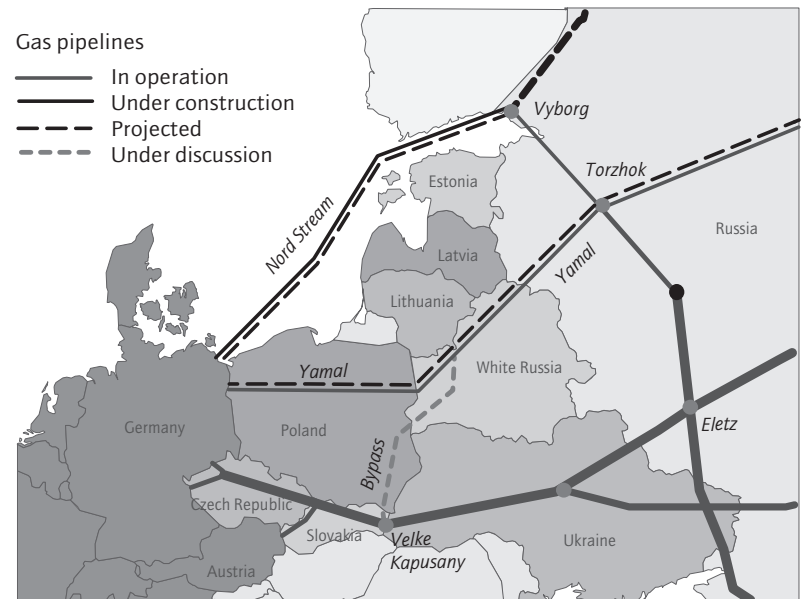 Gas pipelines
In operation
Under construction
Projected
Under discussion
Vyborg
Torzhok
Estonia
Nord Stream
Russia
Latvia
Yamal
Lithuania
Yamal
White Russia
Germany
Poland
Eletz
Bypass
Czech Republic
Slovakia
Velke
Kapusany
Ukraine
Austria